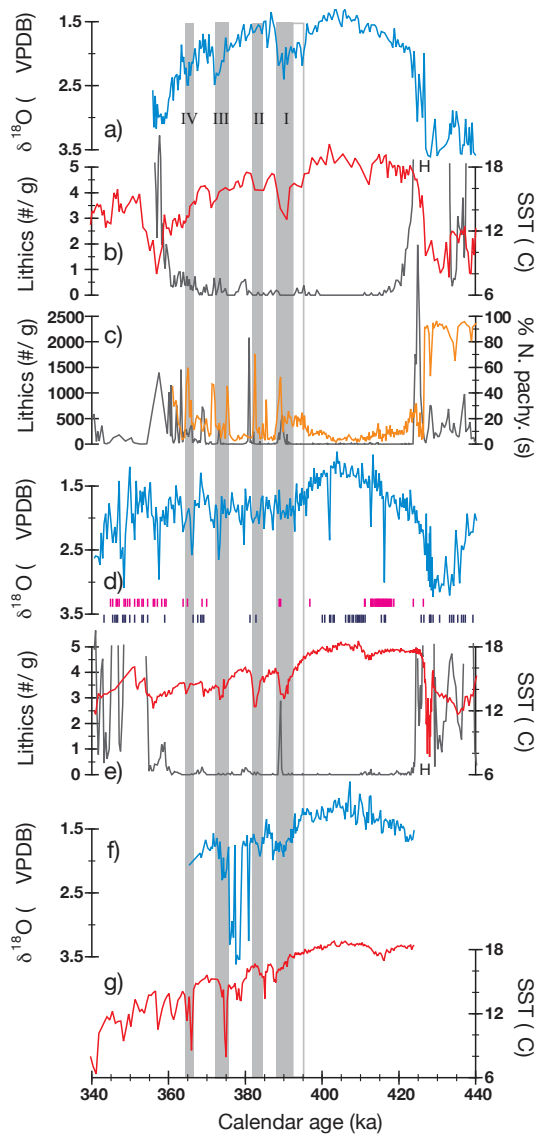 1.5
2.5
3.5
δ18O (   VPDB)
a)
IV III II I
H
5
4
3
2
1
0
Lithics (#/ g)
b)
18
12
6
SST ( C)
2500
2000
1500
1000
500
0
Lithics (#/ g)
c)
100
80
60
40
20
0
% N. pachy. (s)
1.5
2.5
3.5
δ18O (   VPDB)
d)
5
4
3
2
1
0
Lithics (#/ g)
e)
H
18
12
6
SST ( C)
1.5
2.5
3.5
δ18O (   VPDB)
f)
g)
18
12
6
SST ( C)
340 360 380 400 420 440
Calendar age (ka)